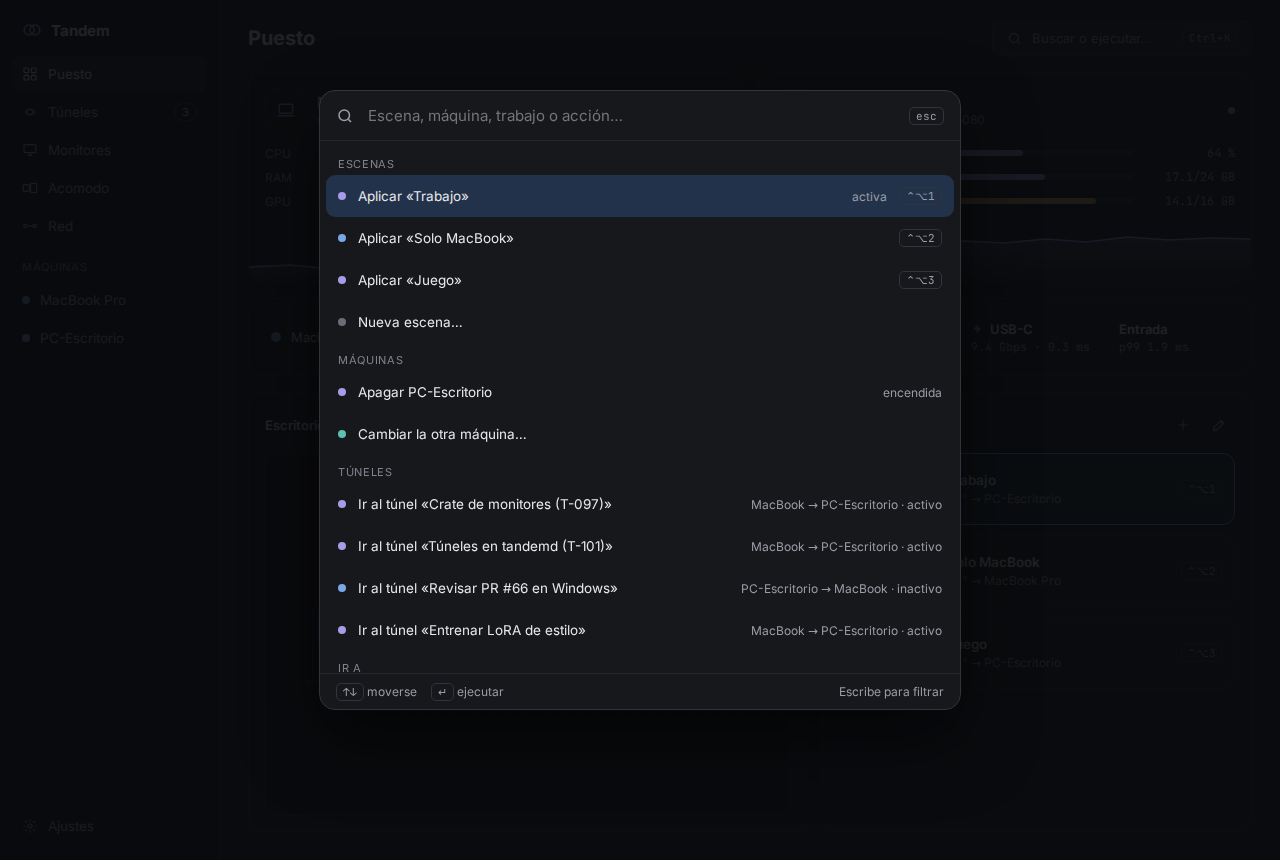 Tandem
Puesto
Buscar o ejecutar...
Ctrl+K
Puesto
Túneles
3
Monitores
Acomodo
Red
MÁQUINAS
MacBook Pro
PC-Escritorio
Ajustes
CPU
RAM
GPU
64 %
17.1/24 GB
14.1/16 GB
USB-C
9.4 Gbps · 0.3 ms
Entrada
p99 1.9 ms
→ PC-Escritorio
⌃⌥1
MacBook
→ MacBook Pro
⌃⌥2
→ PC-Escritorio
⌃⌥3
Escena, máquina, trabajo o acción...
esc
ESCENAS
Aplicar «Trabajo» activa ⌃⌥1
Aplicar «Solo MacBook» ⌃⌥2
Aplicar «Juego» ⌃⌥3
Nueva escena...
MÁQUINAS
Apagar PC-Escritorio encendida
Cambiar la otra máquina...
TÚNELES
Ir al túnel «Crate de monitores (T-097)» MacBook → PC-Escritorio · activo
Ir al túnel «Túneles en tandemd (T-101)» MacBook → PC-Escritorio · activo
Ir al túnel «Revisar PR #66 en Windows» PC-Escritorio → MacBook · inactivo
Ir al túnel «Entrenar LoRA de estilo» MacBook → PC-Escritorio · activo
IR A
↑↓ moverse ↵ ejecutar Escribe para filtrar